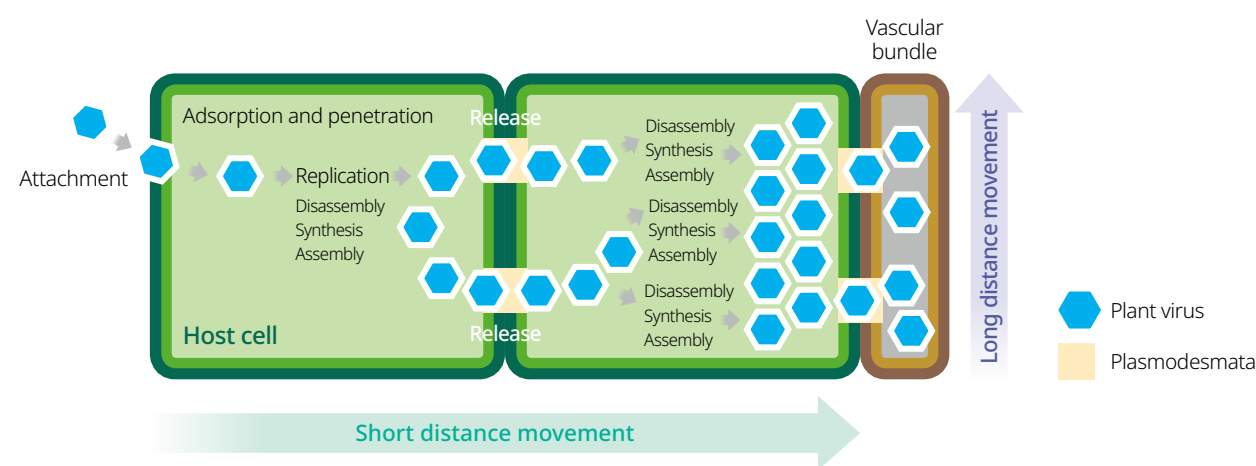 Vascular
bundle
Adsorption and penetration
Release
Attachment
Replication
Disassembly
Synthesis
Assembly
Disassembly
Synthesis
Assembly
Disassembly
Synthesis
Assembly
Disassembly
Synthesis
Assembly
Host cell
Release
Long distance movement
Plant virus
Plasmodesmata
Short distance movement